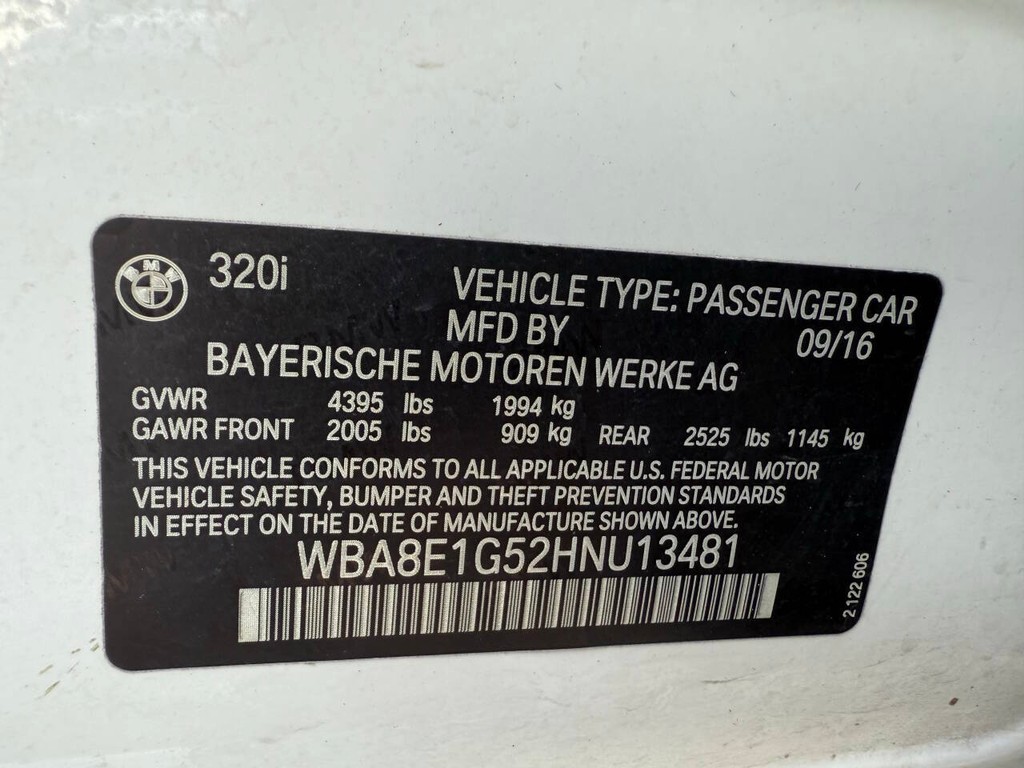 BMW 320i
VEHICLE TYPE: PASSENGER CAR
MFD BY 09/16
BAYERISCHE MOTOREN WERKE AG
GVWR 4395 lbs 1994 kg
GAWR FRONT 2005 lbs 909 kg REAR 2525 lbs 1145 kg
THIS VEHICLE CONFORMS TO ALL APPLICABLE U.S. FEDERAL MOTOR
VEHICLE SAFETY, BUMPER AND THEFT PREVENTION STANDARDS
IN EFFECT ON THE DATE OF MANUFACTURE SHOWN ABOVE.
WBA8E1G52HNU13481
2 122 606